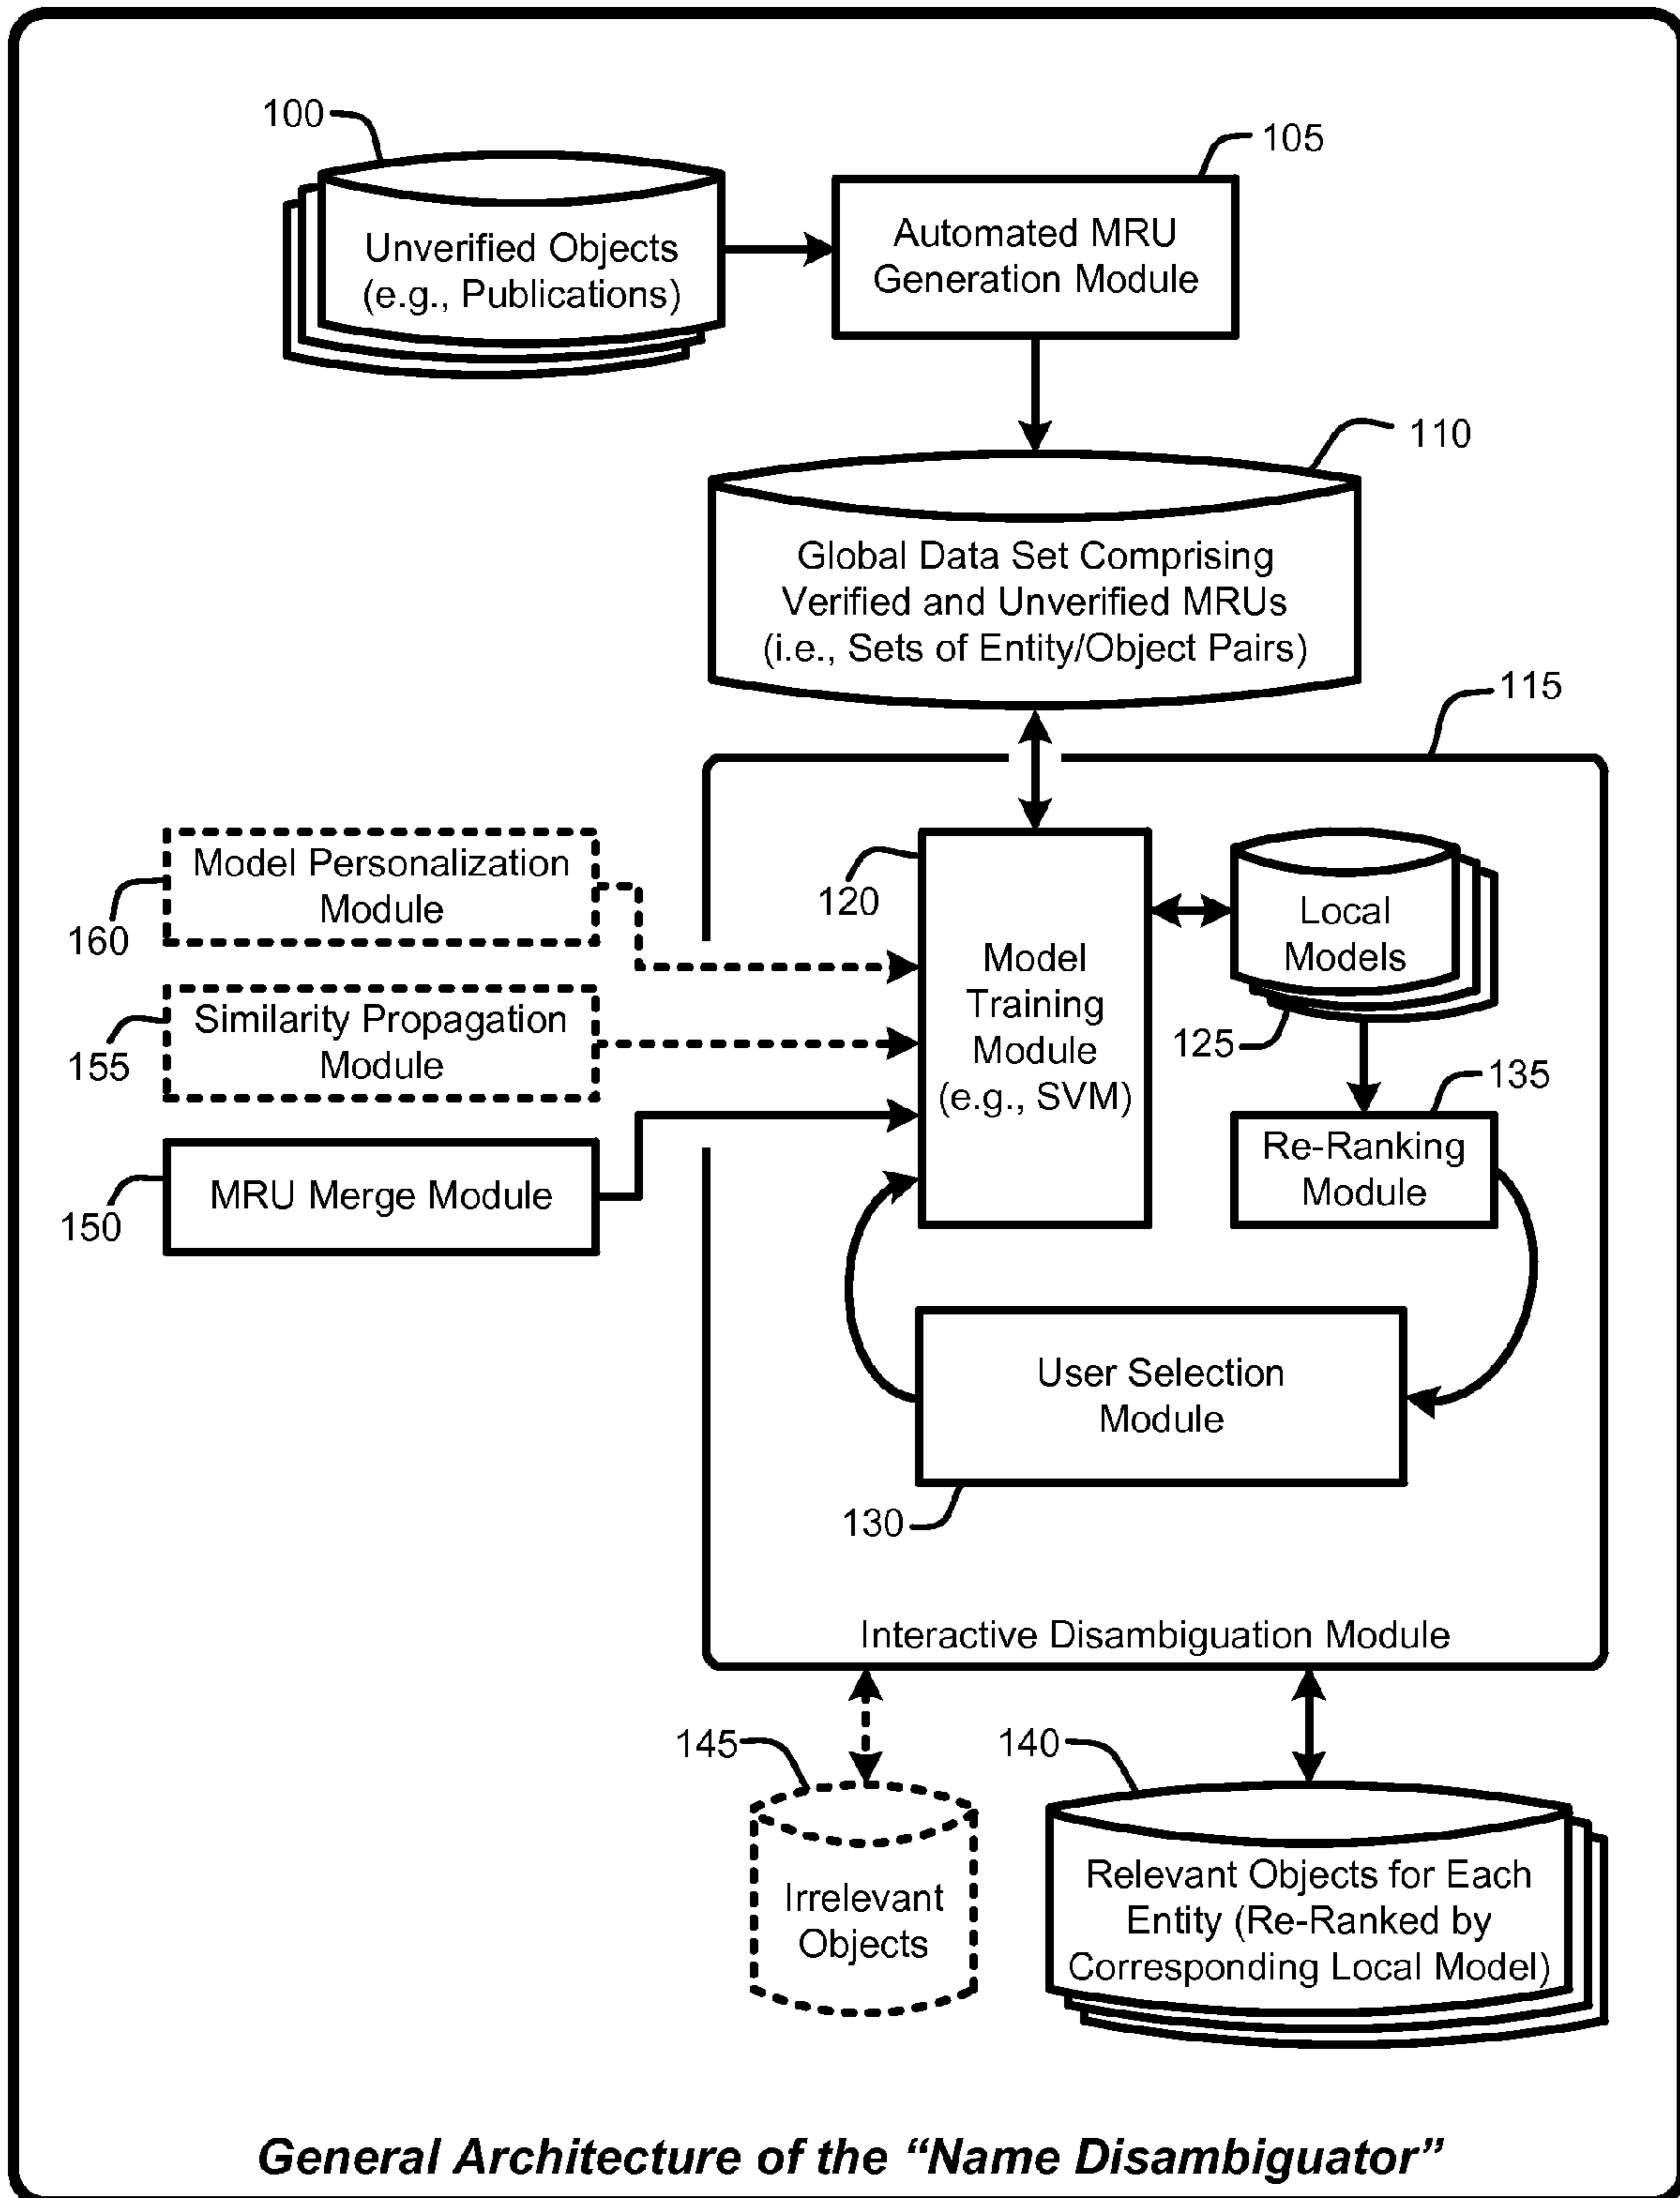 100
105
Unverified Objects
(e.g., Publications)
Automated MRU
Generation Module
110
Global Data Set Comprising
Verified and Unverified MRUs
(i.e., Sets of Entity/Object Pairs)
115
Model Personalization
Module
160
120
Local
Models
Model
Training
Module
(e.g., SVM)
Similarity Propagation
Module
155
125
135
Re-Ranking
Module
MRU Merge Module
150
User Selection
Module
130
Interactive Disambiguation Module
145
140
Irrelevant
Objects
Relevant Objects for Each
Entity (Re-Ranked by
Corresponding Local Model)
General Architecture of the “Name Disambiguator”